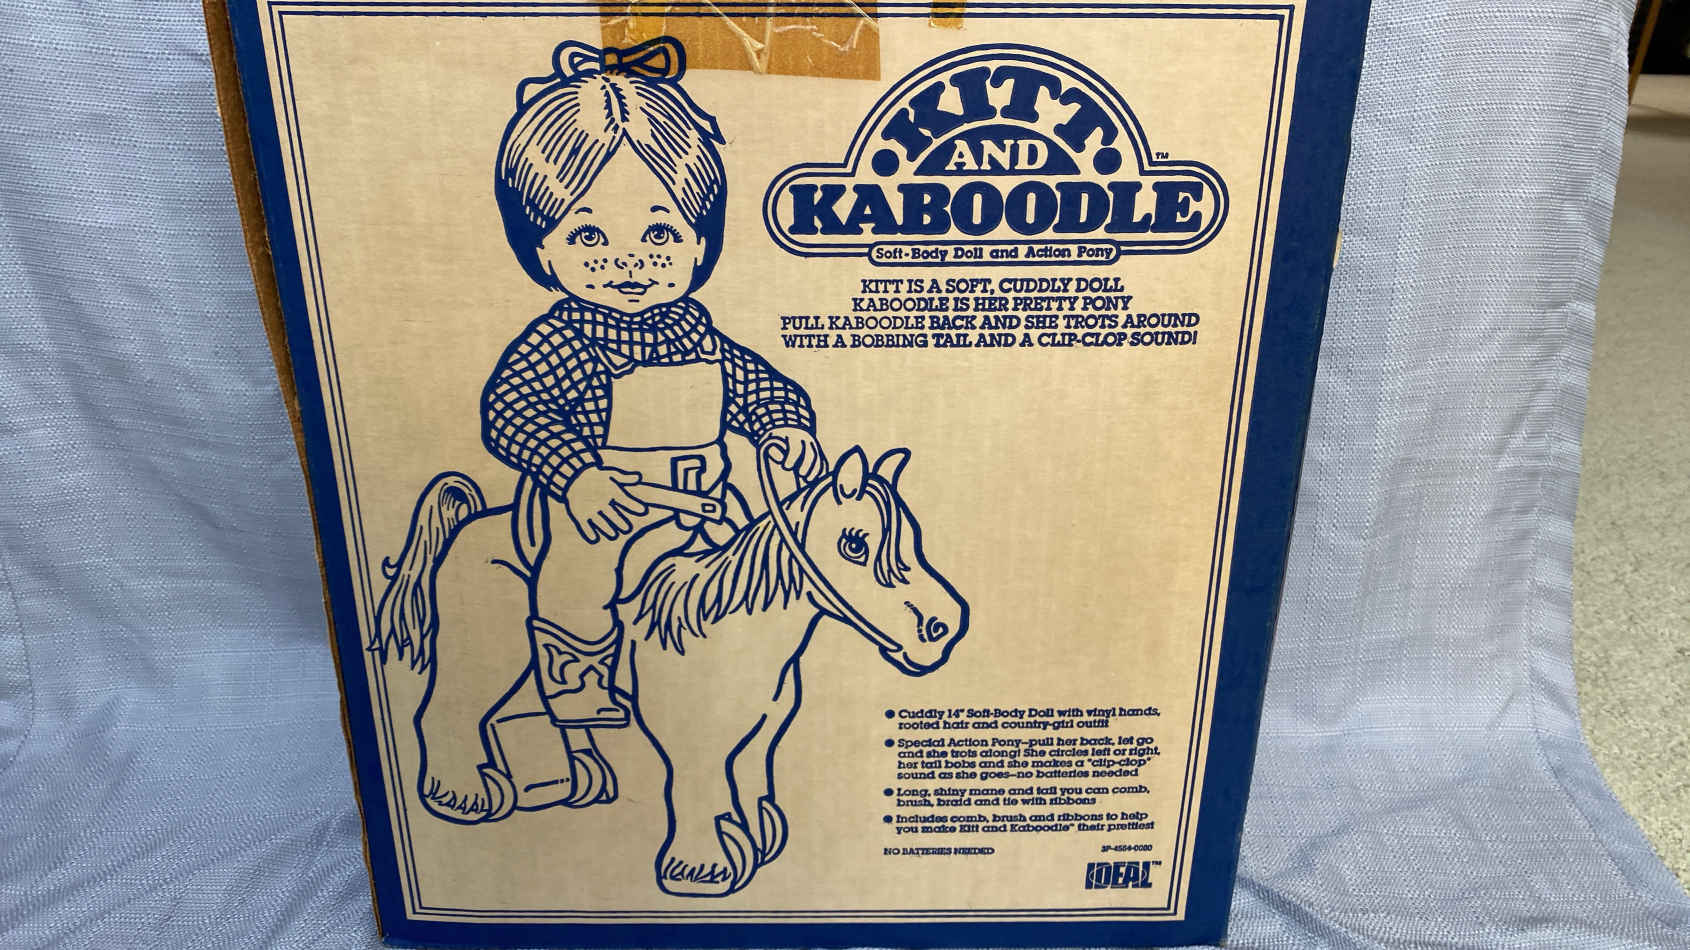 KITT
AND
KABOODLE
TM
Soft-Body Doll and Action Pony
KITT IS A SOFT, CUDDLY DOLL
KABOODLE IS HER PRETTY PONY
PULL KABOODLE BACK AND SHE TROTS AROUND
WITH A BOBBING TAIL AND A CLIP-CLOP SOUND!
● Cuddly 14" Soft-Body Doll with vinyl hands,
rooted hair and country-girl outfit
● Special Action Pony—pull her back, let go
and she trots along! She circles left or right,
her tail bobs and she makes a "clip-clop"
sound as she goes—no batteries needed
● Long, shiny mane and tail you can comb,
brush, braid and tie with ribbons
● Includes comb, brush and ribbons to help
you make Kitt and Kaboodle™ their prettiest
NO BATTERIES NEEDED
3P-4554-0080
IDEAL™